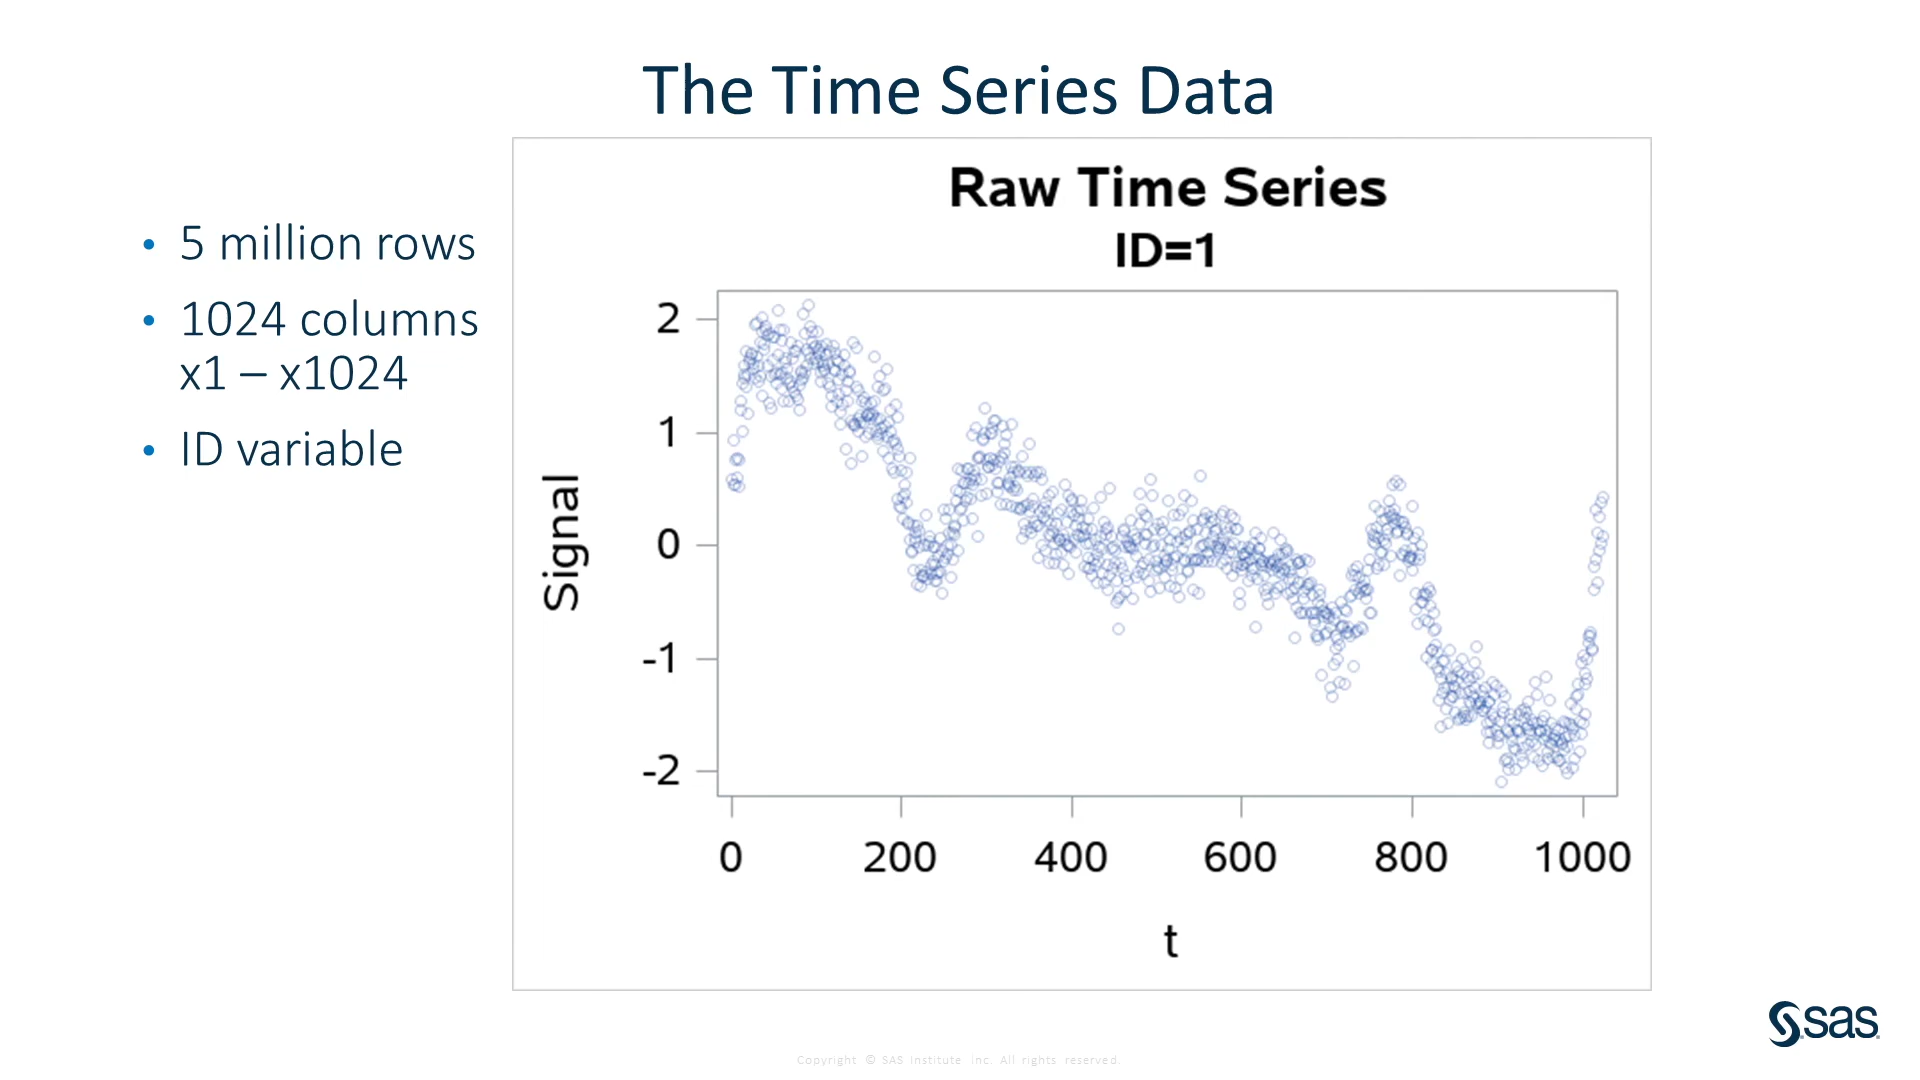 The Time Series Data
• 5 million rows
• 1024 columns
x1 – x1024
• ID variable
Raw Time Series
ID=1
Signal
2
1
0
-1
-2
0 200 400 600 800 1000
t
sas
Copyright © SAS Institute Inc. All rights reserved.